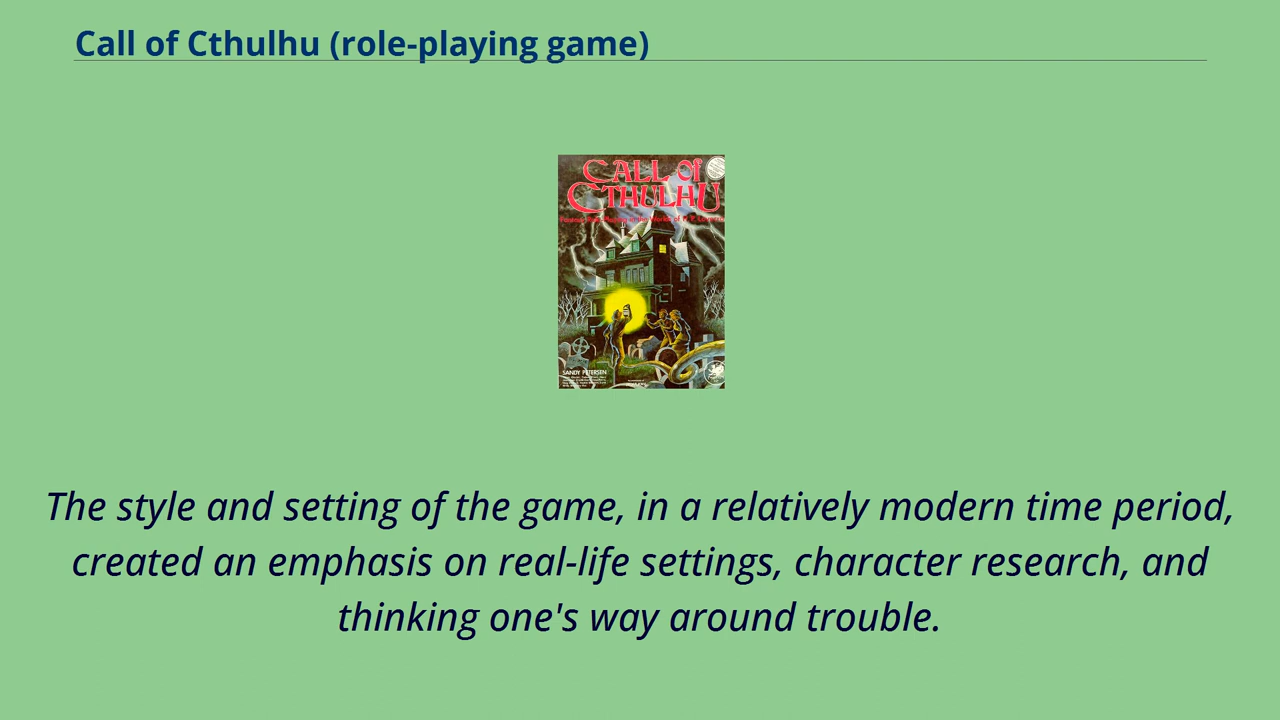 Call of Cthulhu (role-playing game)
CALL of
CTHULHU
SANDY PETERSEN
The style and setting of the game, in a relatively modern time period,
created an emphasis on real-life settings, character research, and
thinking one's way around trouble.